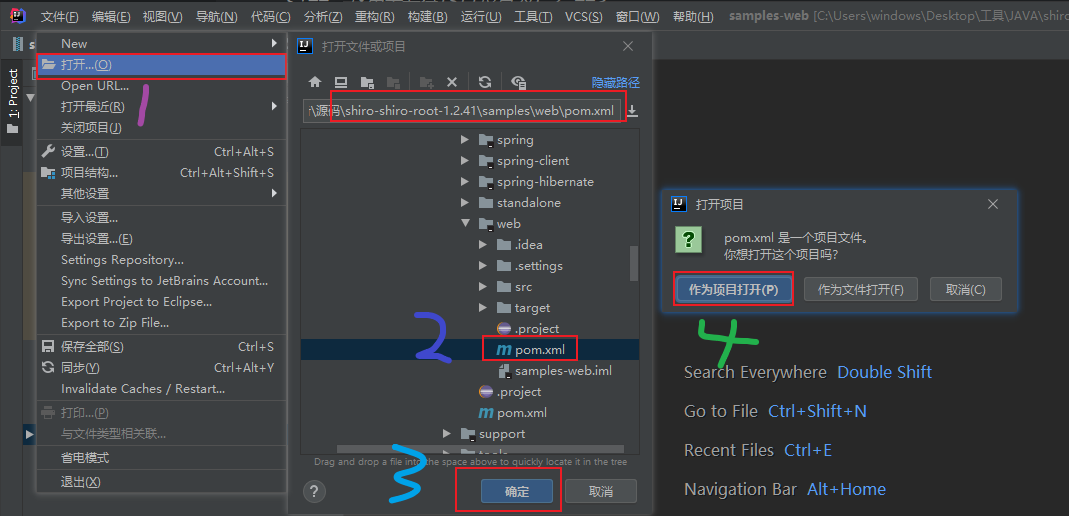 文件(F) 编辑(E) 视图(V) 导航(N) 代码(C) 分析(Z) 重构(R) 构建(B) 运行(U) 工具(T) VCS(S) 窗口(W) 帮助(H) samples-web [C:\Users\windows\Desktop\工具\JAVA\shiro
1: Project
New
打开...(O)
Open URL...
打开最近(R)
关闭项目(J)
设置...(T) Ctrl+Alt+S
项目结构... Ctrl+Alt+Shift+S
其他设置
导入设置...
导出设置...(E)
Settings Repository...
Sync Settings to JetBrains Account...
Export Project to Eclipse...
Export to Zip File...
保存全部(S) Ctrl+S
同步(Y) Ctrl+Alt+Y
Invalidate Caches / Restart...
打印...(P)
与文件类型相关联...
省电模式
退出(X)
1
打开文件或项目
隐藏路径
\源码\shiro-shiro-root-1.2.41\samples\web\pom.xml
spring
spring-client
spring-hibernate
standalone
web
.idea
.settings
src
target
.project
pom.xml
samples-web.iml
.project
pom.xml
support
tools
2
Drag and drop a file into the space above to quickly locate it in the tree
3
?
确定
取消
打开项目
pom.xml 是一个项目文件。
你想打开这个项目吗?
作为项目打开(P)
作为文件打开(F)
取消(C)
4
Search Everywhere Double Shift
Go to File Ctrl+Shift+N
Recent Files Ctrl+E
Navigation Bar Alt+Home